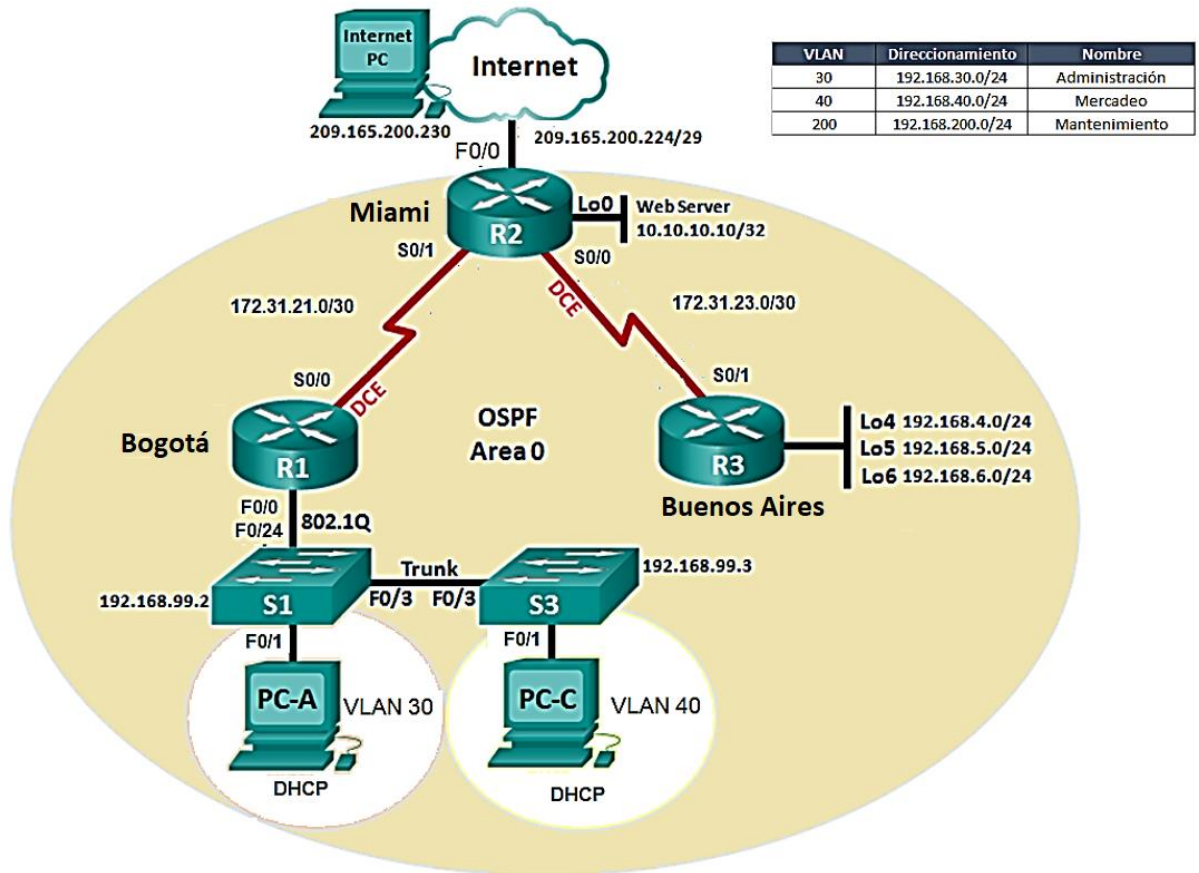 Internet
PC
Internet
209.165.200.230
209.165.200.224/29
F0/0
VLAN Direccionamiento Nombre
30 192.168.30.0/24 Administración
40 192.168.40.0/24 Mercadeo
200 192.168.200.0/24 Mantenimiento
Miami
R2
Lo0
Web Server
10.10.10.10/32
S0/1
S0/0
DCE
172.31.21.0/30
172.31.23.0/30
S0/0
DCE
S0/1
OSPF
Area 0
Bogotá
R1
R3
Buenos Aires
Lo4 192.168.4.0/24
Lo5 192.168.5.0/24
Lo6 192.168.6.0/24
F0/0
F0/24
802.1Q
Trunk
192.168.99.2
S1
F0/3
F0/3
S3
192.168.99.3
F0/1
F0/1
PC-A
VLAN 30
PC-C
VLAN 40
DHCP
DHCP